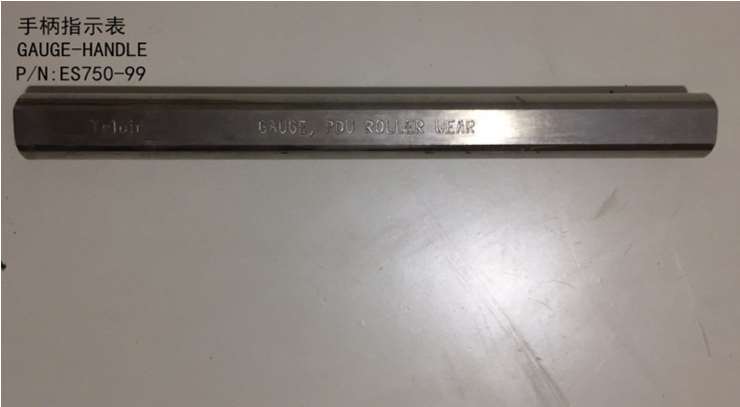 手柄指示表
GAUGE-HANDLE
P/N:ES750-99
GAUGE, PDU ROLLER WEAR